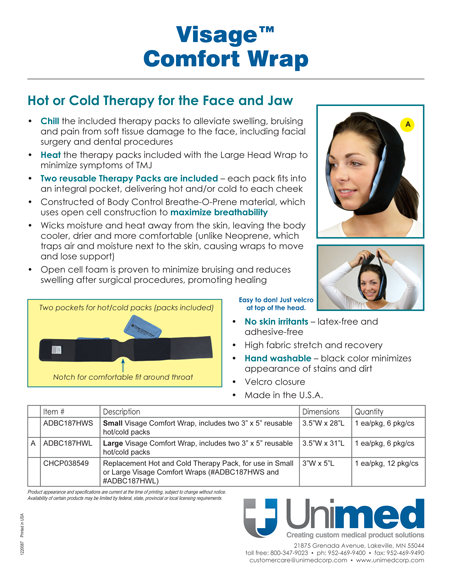 Visage™
Comfort Wrap
Hot or Cold Therapy for the Face and Jaw
• Chill the included therapy packs to alleviate swelling, bruising
and pain from soft tissue damage to the face, including facial
surgery and dental procedures
• Heat the therapy packs included with the Large Head Wrap to
minimize symptoms of TMJ
• Two reusable Therapy Packs are included – each pack fits into
an integral pocket, delivering hot and/or cold to each cheek
• Constructed of Body Control Breathe-O-Prene material, which
uses open cell construction to maximize breathability
• Wicks moisture and heat away from the skin, leaving the body
cooler, drier and more comfortable (unlike Neoprene, which
traps air and moisture next to the skin, causing wraps to move
and lose support)
• Open cell foam is proven to minimize bruising and reduces
swelling after surgical procedures, promoting healing
A
Two pockets for hot/cold packs (packs included)
Notch for comfortable fit around throat
Easy to don! Just velcro
at top of the head.
• No skin irritants – latex-free and
adhesive-free
• High fabric stretch and recovery
• Hand washable – black color minimizes
appearance of stains and dirt
• Velcro closure
• Made in the U.S.A.
Item # Description Dimensions Quantity
ADBC187HWS Small Visage Comfort Wrap, includes two 3" x 5" reusable
hot/cold packs 3.5"W x 28"L 1 ea/pkg, 6 pkg/cs
A ADBC187HWL Large Visage Comfort Wrap, includes two 3" x 5" reusable
hot/cold packs 3.5"W x 31"L 1 ea/pkg, 6 pkg/cs
CHCP038549 Replacement Hot and Cold Therapy Pack, for use in Small
or Large Visage Comfort Wraps (#ADBC187HWS and
#ADBC187HWL) 3"W x 5"L 1 ea/pkg, 12 pkg/cs
Product appearance and specifications are current at the time of printing, subject to change without notice.
Availability of certain products may be limited by federal, state, provincial or local licensing requirements
Printed in USA
Unimed
Creating custom medical product solutions
21875 Grenada Avenue, Lakeville, MN 55044
toll free: 800-347-9023 • ph: 952-469-9400 • fax: 952-469-9490
customercare@unimedcorp.com • www.unimedcorp.com